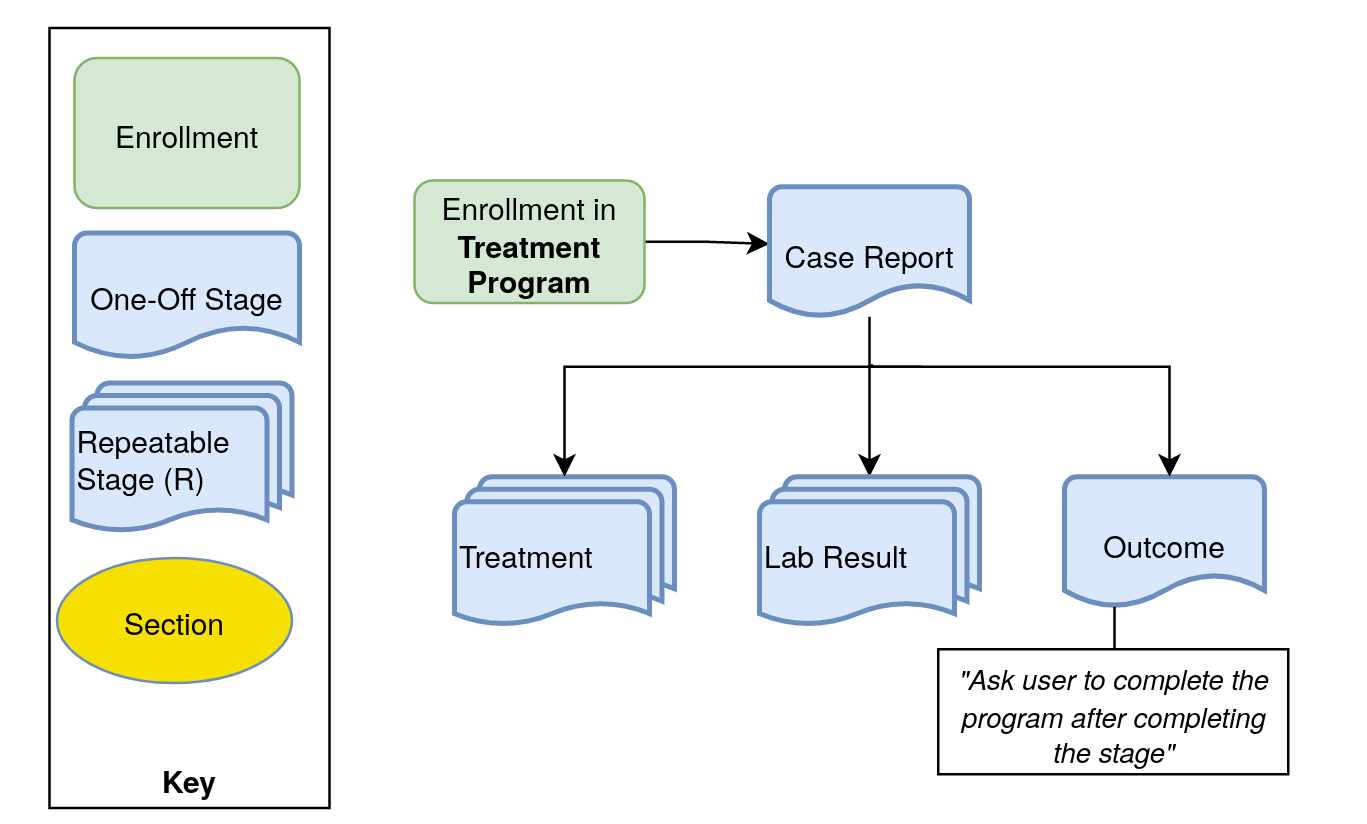 Enrollment
One-Off Stage
Repeatable
Stage (R)
Section
Key
Enrollment in
Treatment
Program
Case Report
Treatment
Lab Result
Outcome
"Ask user to complete the
program after completing
the stage"